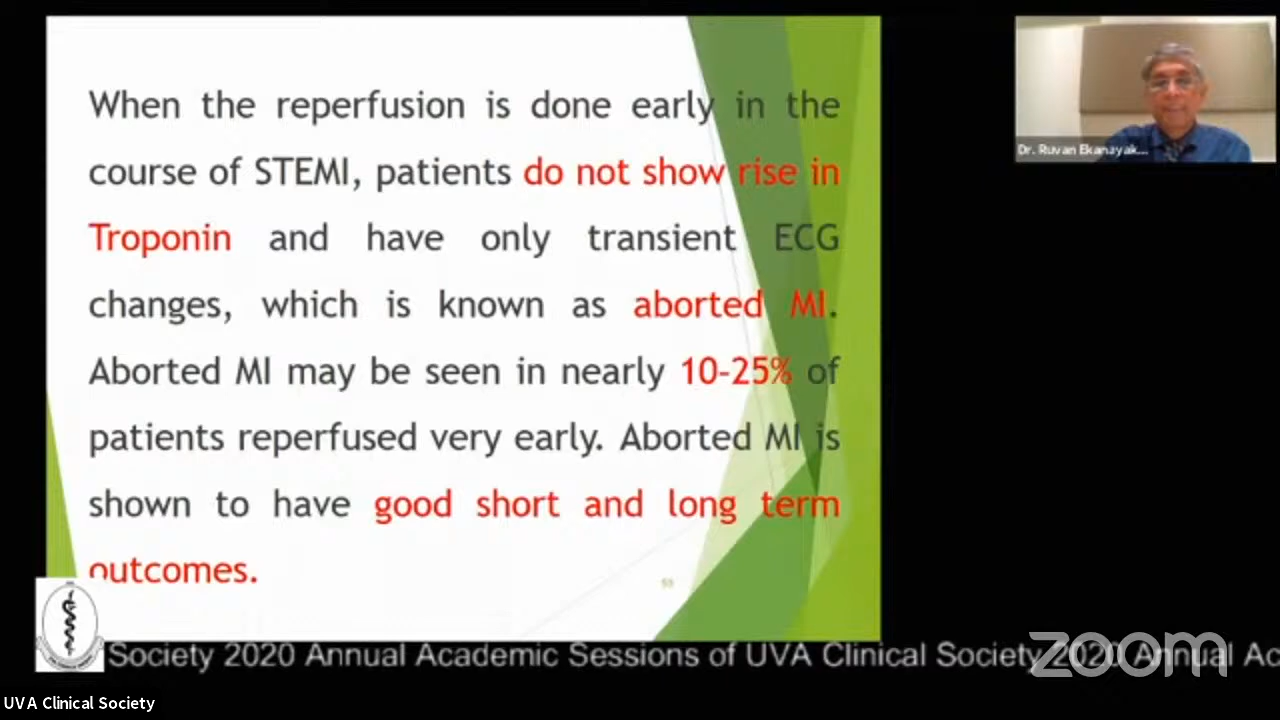 When the reperfusion is done early in the
course of STEMI, patients do not show rise in
Troponin and have only transient ECG
changes, which is known as aborted MI.
Aborted MI may be seen in nearly 10-25% of
patients reperfused very early. Aborted MI is
shown to have good short and long term
outcomes.
Dr. Ruvan Ekanayak...
Society 2020 Annual Academic Sessions of UVA Clinical Society 2020 Annual Ac
zoom
UVA Clinical Society